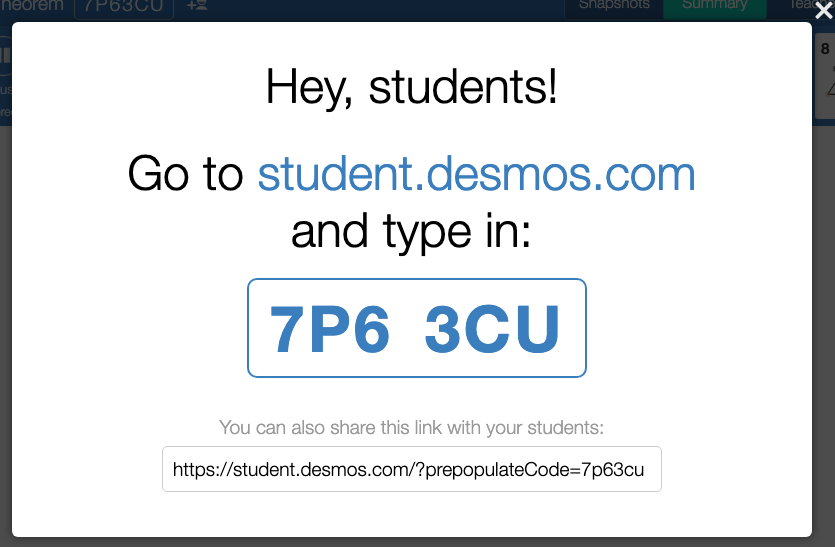 heorem 7P63CU Snapshots Summary
8
Hey, students!
Go to student.desmos.com
and type in:
7P6 3CU
You can also share this link with your students:
https://student.desmos.com/?prepopulateCode=7p63cu